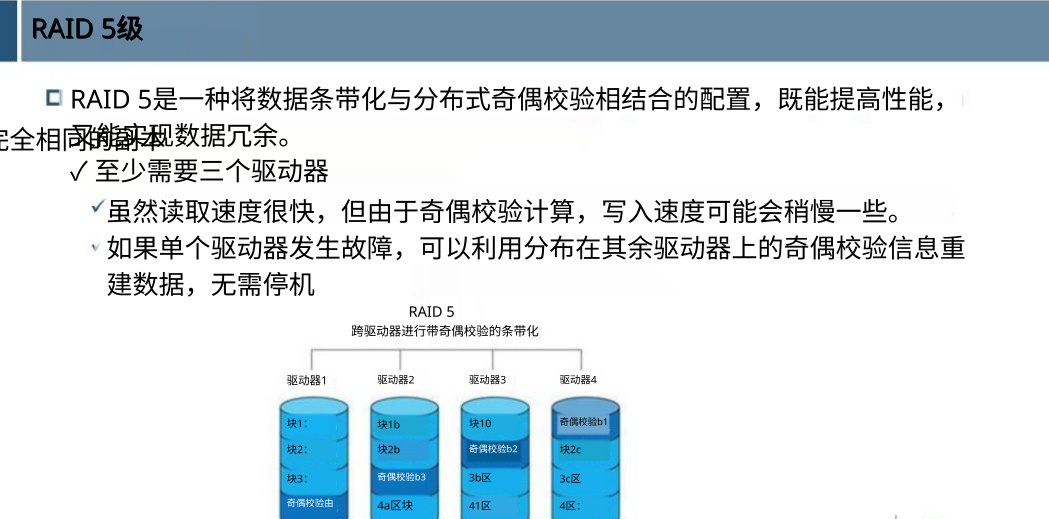 RAID 5级
RAID 5是一种将数据条带化与分布式奇偶校验相结合的配置，既能提高性能，
又能实现数据冗余。
完全相同的副本
✓ 至少需要三个驱动器
✓ 虽然读取速度很快，但由于奇偶校验计算，写入速度可能会稍慢一些。
✓ 如果单个驱动器发生故障，可以利用分布在其余驱动器上的奇偶校验信息重
建数据，无需停机
RAID 5
跨驱动器进行带奇偶校验的条带化
驱动器1 驱动器2 驱动器3 驱动器4
块1： 块1b 块10 奇偶校验b1
块2： 块2b 奇偶校验b2 块2c
块3： 奇偶校验b3 3b区 3c区
奇偶校验由 4a区块 41区 4区：